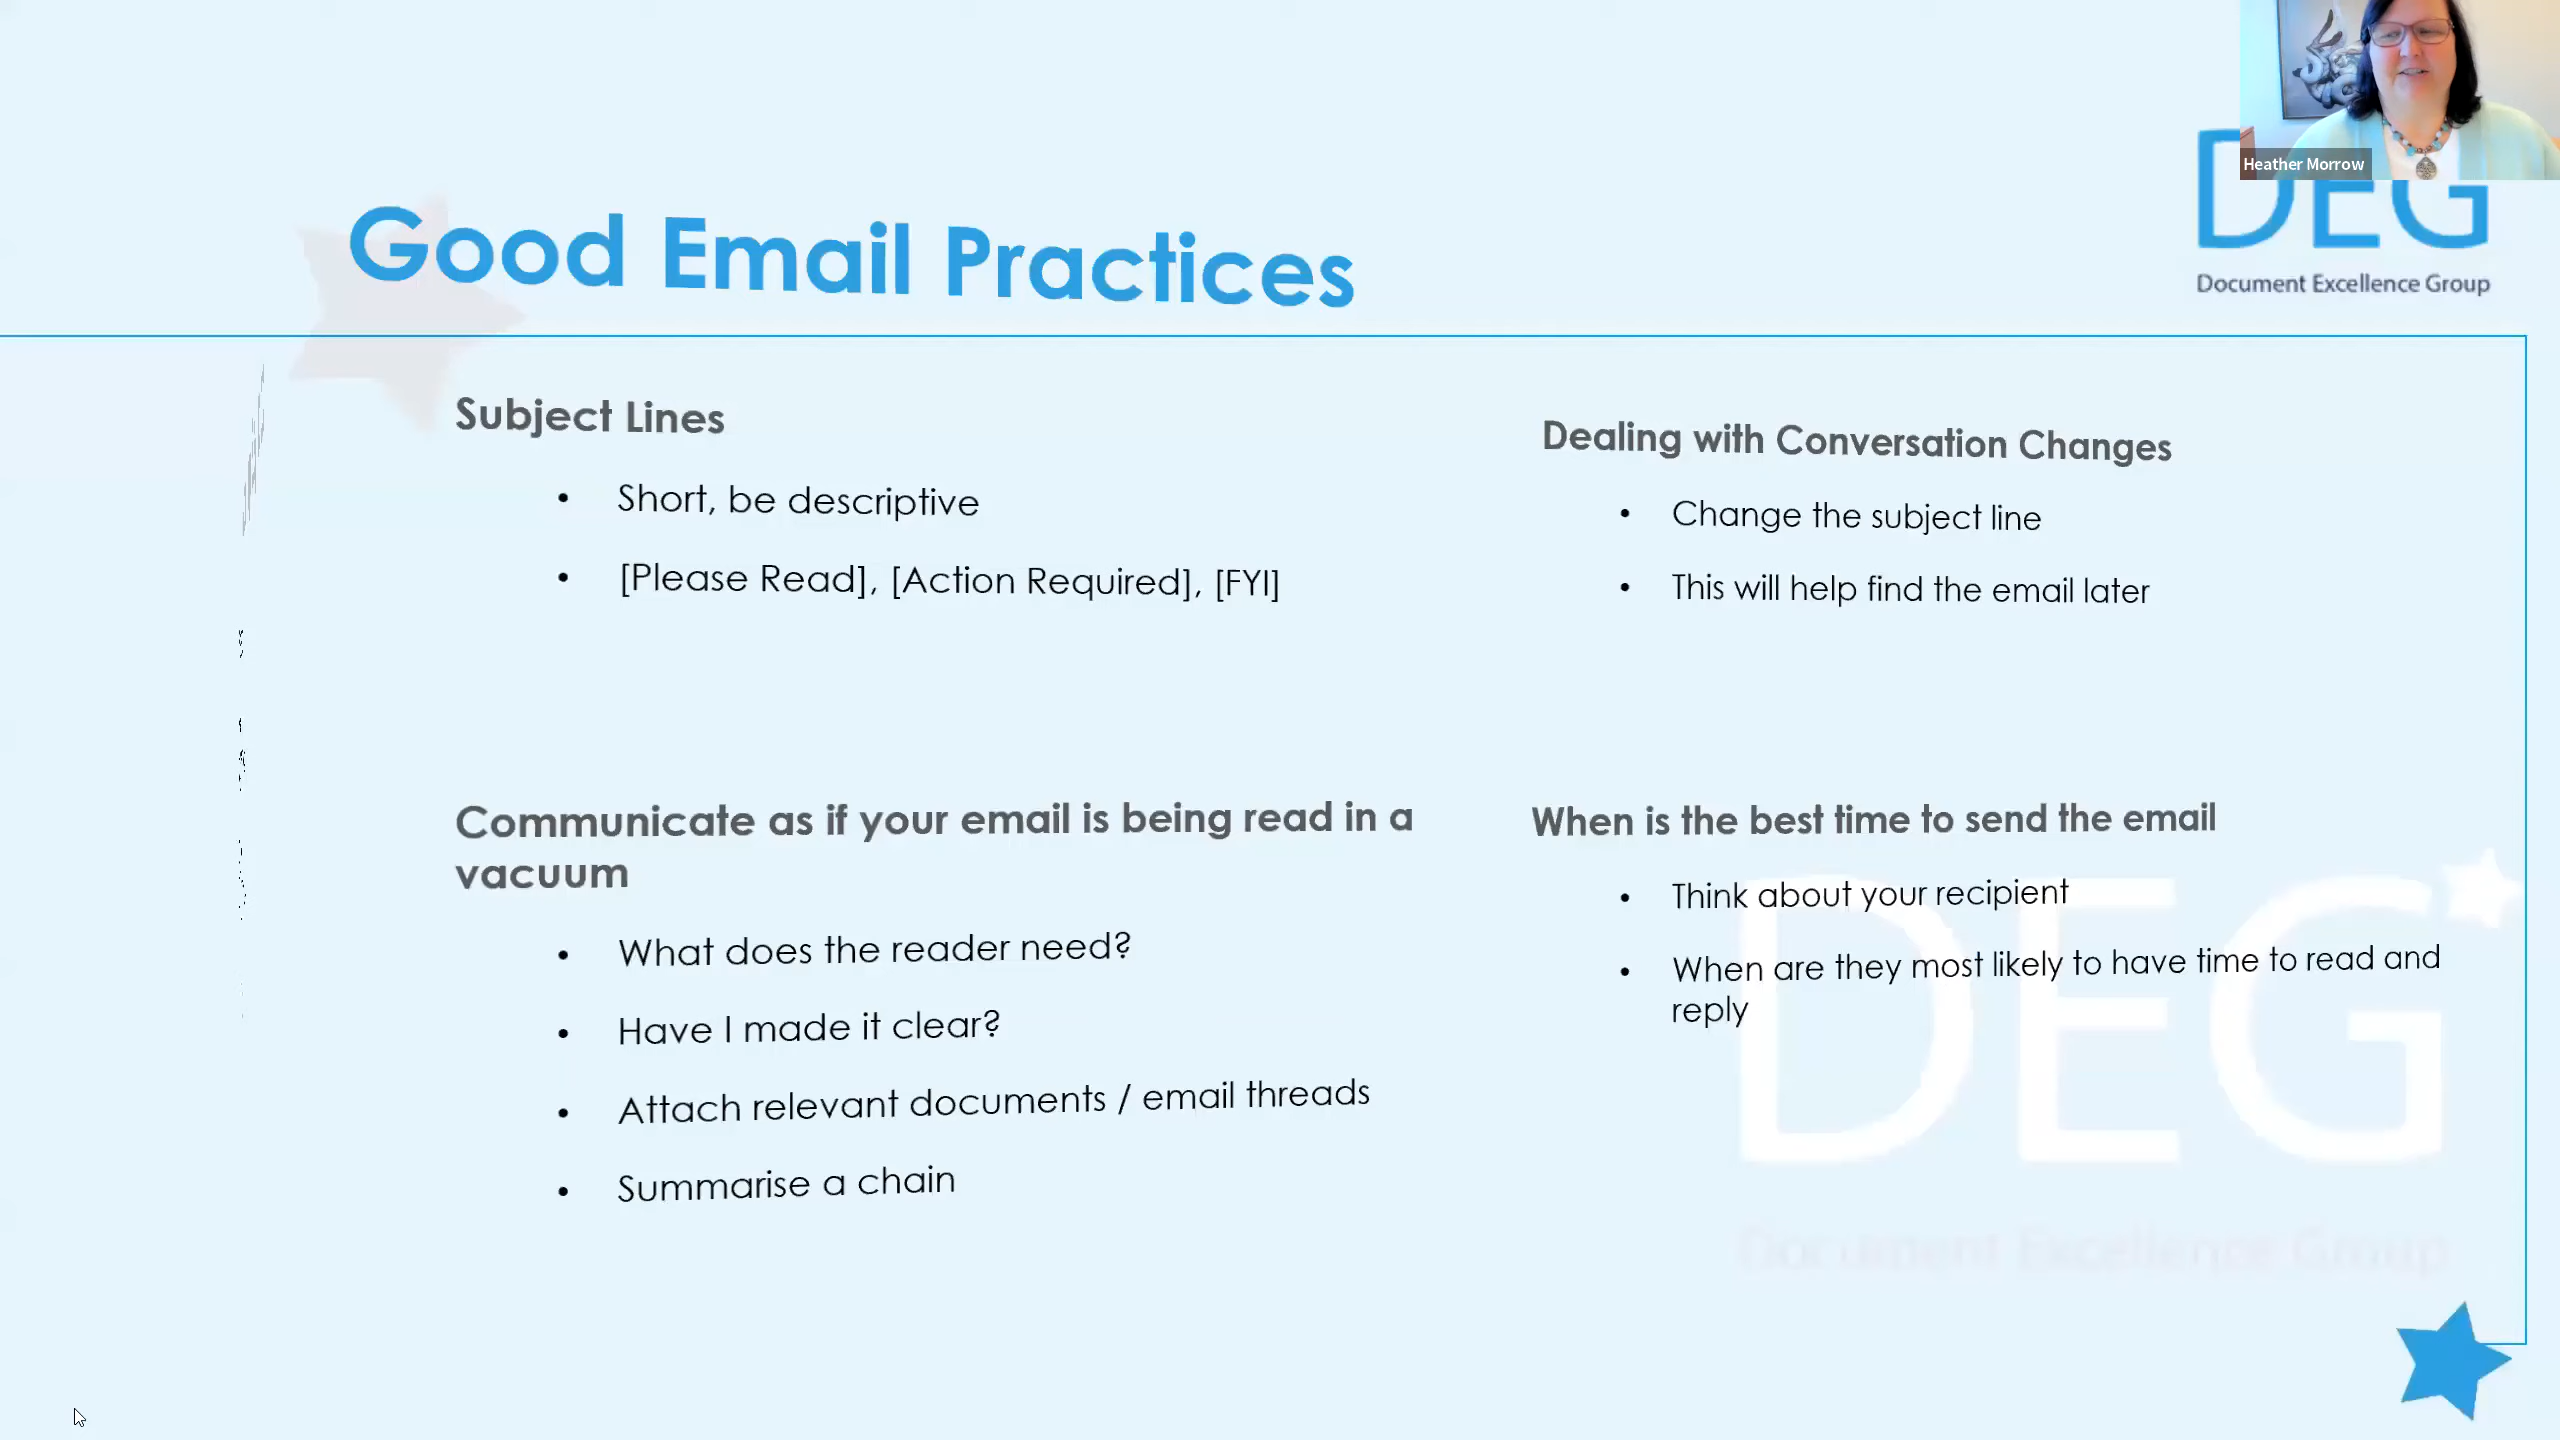 Heather Morrow
DEG
Document Excellence Group
Good Email Practices
Subject Lines
• Short, be descriptive
• [Please Read], [Action Required], [FYI]
Dealing with Conversation Changes
• Change the subject line
• This will help find the email later
Communicate as if your email is being read in a
vacuum
• What does the reader need?
• Have I made it clear?
• Attach relevant documents / email threads
• Summarise a chain
When is the best time to send the email
• Think about your recipient
• When are they most likely to have time to read and
reply
DEG
Document Excellence Group